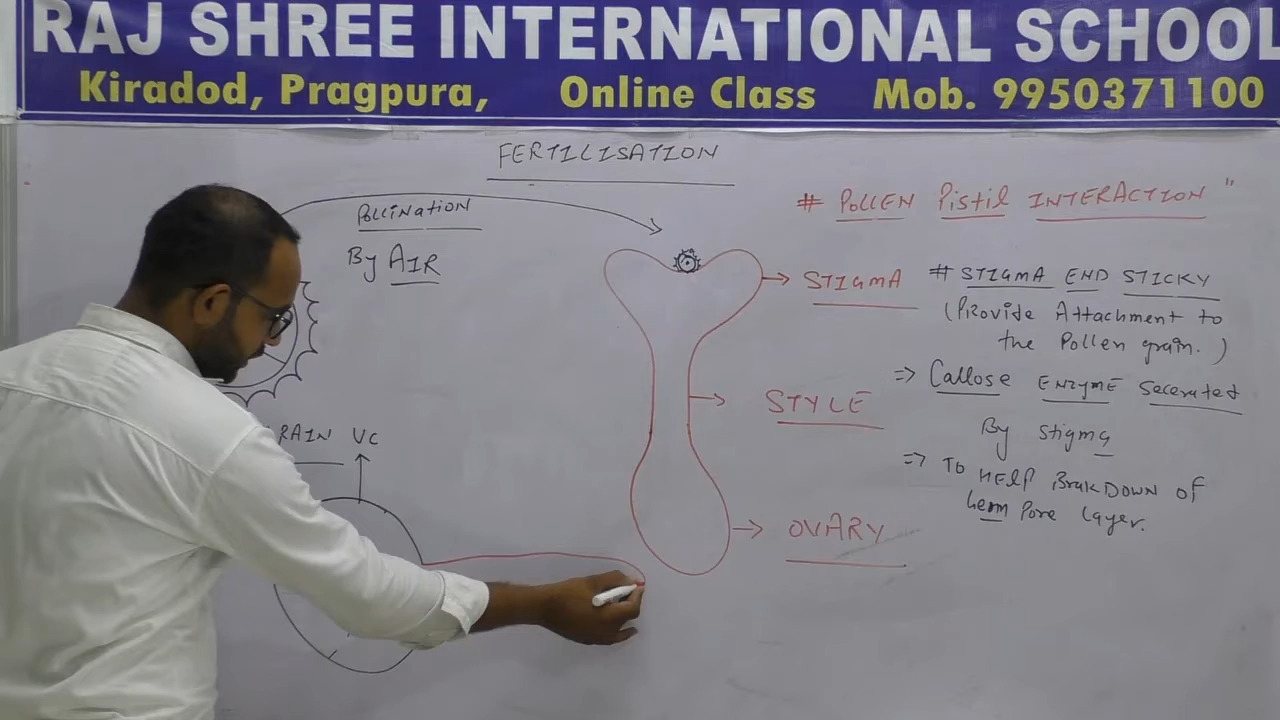 RAJ SHREE INTERNATIONAL SCHOOL
Kiradod, Pragpura, Online Class Mob. 9950371100
FERTILISATION
POLLINATION
By AIR
# POLLEN Pistil INTERACTION "
STIGMA
# STIGMA END STICKY
(Provide Attachment to
the Pollen grain.)
STYLE
=> Callose ENZYME Secerated
By Stigma
=> TO HELP BreakDOWN of
Germ Pore layer.
OVARY
RAIN VC